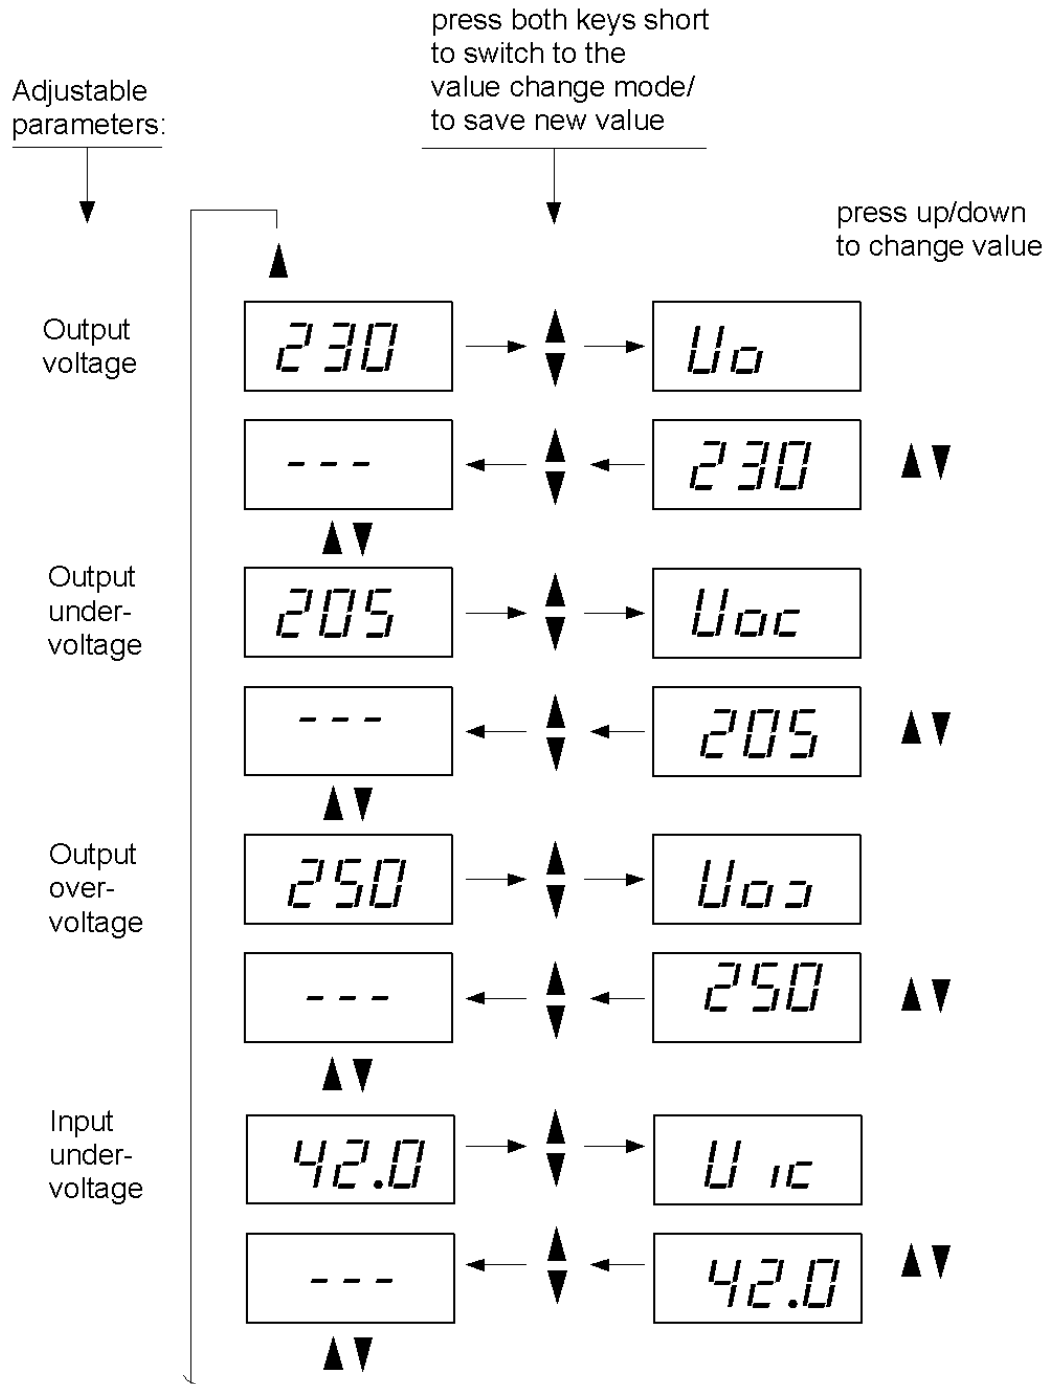 press both keys short
to switch to the
value change mode/
to save new value
Adjustable
parameters:
press up/down
to change value
Output
voltage
230
Uo
---
230
Output
under-
voltage
205
Uoc
---
205
Output
over-
voltage
250
Uoɔ
---
250
Input
under-
voltage
42.0
U ıc
---
42.0